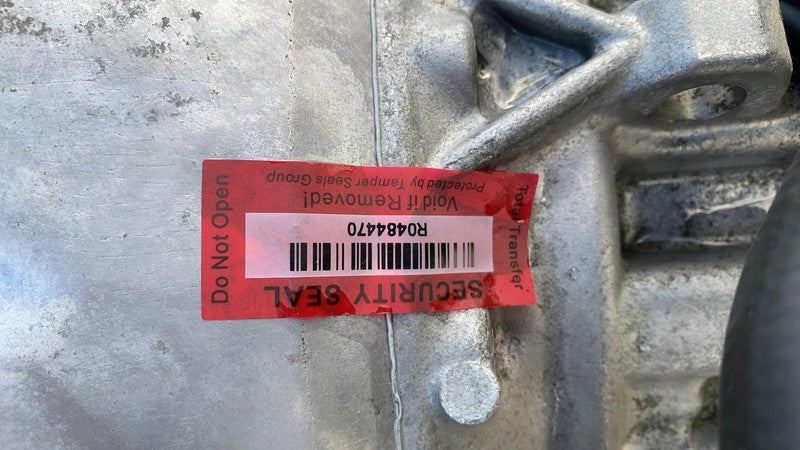 SECURITY SEAL
R0484470
Void if Removed!
Protected by Tamper Seals Group
Do Not Open
Total Transfer